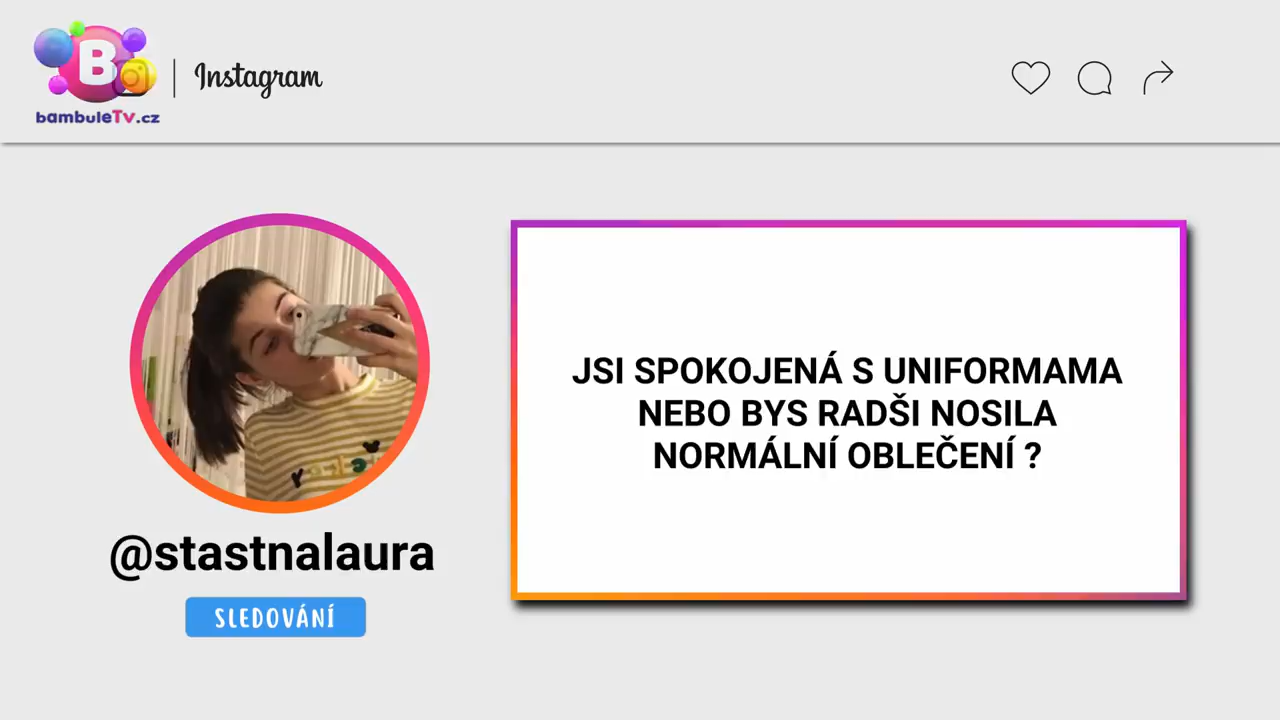 B
bambuleTv.cz
Instagram
JSI SPOKOJENÁ S UNIFORMAMA
NEBO BYS RADŠI NOSILA
NORMÁLNÍ OBLEČENÍ ?
@stastnalaura
SLEDOVÁNÍ